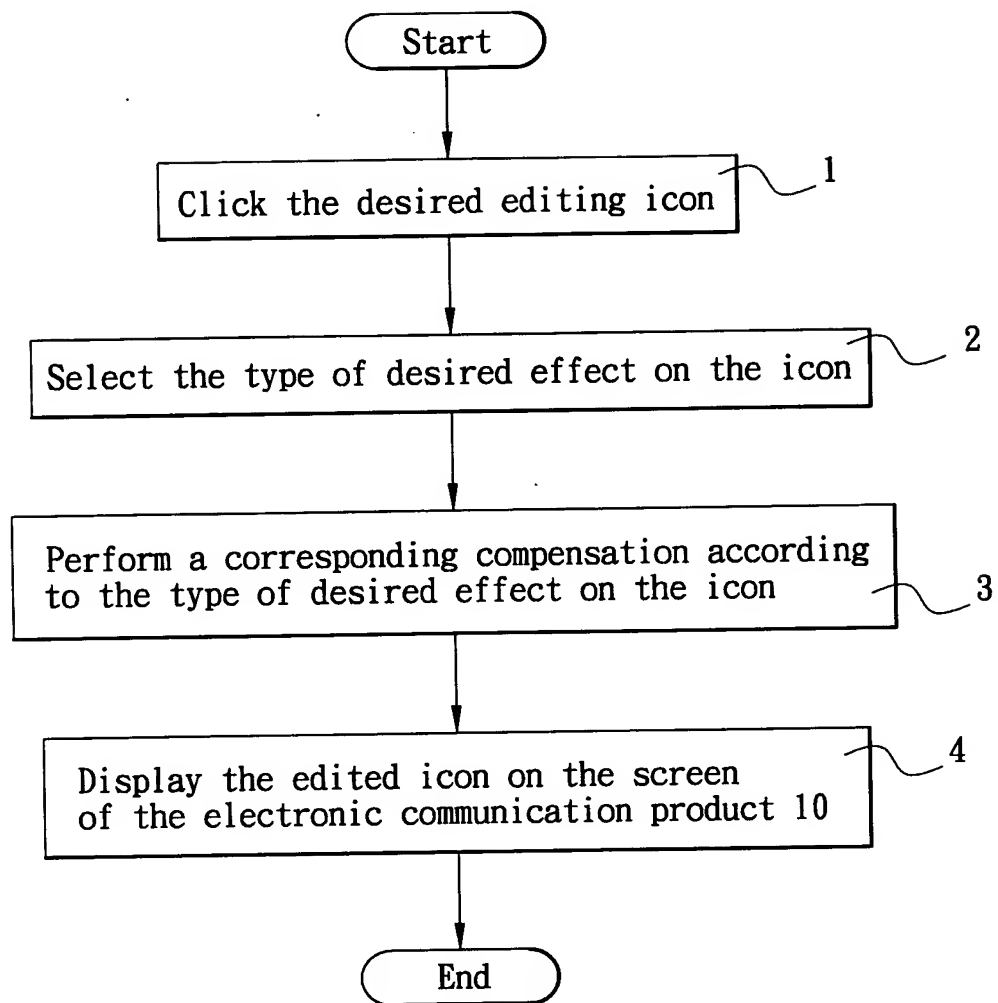 Start
1
Click the desired editing icon
2
Select the type of desired effect on the icon
Perform a corresponding compensation according
to the type of desired effect on the icon
3
4
Display the edited icon on the screen
of the electronic communication product 10
End